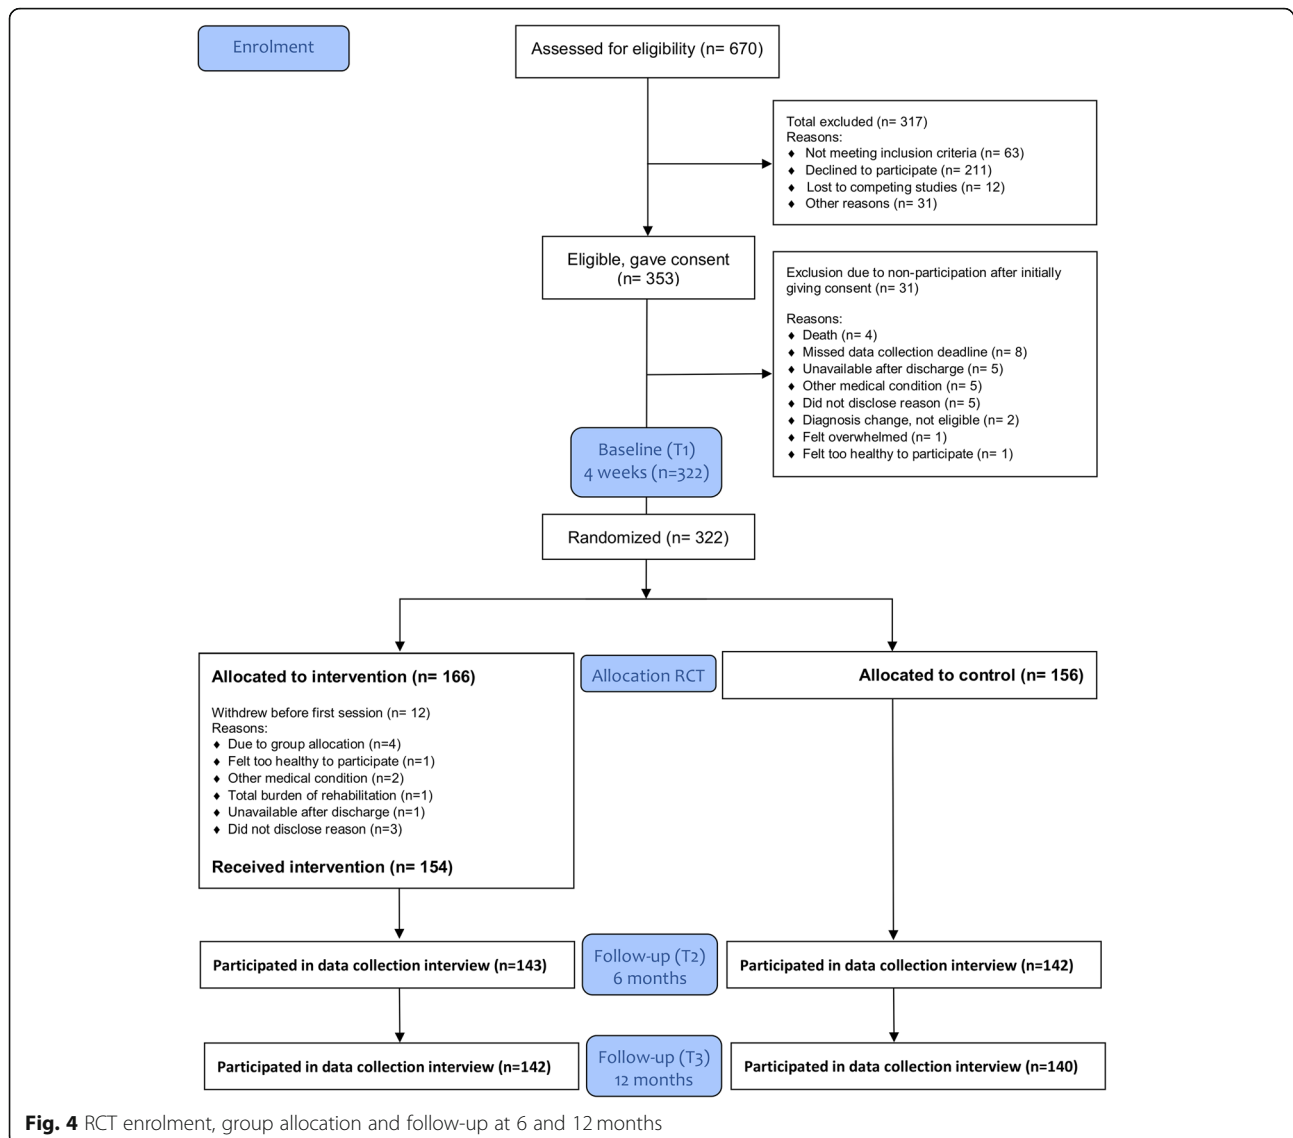 Enrolment
Assessed for eligibility (n= 670)
Total excluded (n= 317)
Reasons:
♦ Not meeting inclusion criteria (n= 63)
♦ Declined to participate (n= 211)
♦ Lost to competing studies (n= 12)
♦ Other reasons (n= 31)
Eligible, gave consent
(n= 353)
Exclusion due to non-participation after initially
giving consent (n= 31)
Reasons:
♦ Death (n= 4)
♦ Missed data collection deadline (n= 8)
♦ Unavailable after discharge (n= 5)
♦ Other medical condition (n= 5)
♦ Did not disclose reason (n= 5)
♦ Diagnosis change, not eligible (n= 2)
♦ Felt overwhelmed (n= 1)
♦ Felt too healthy to participate (n= 1)
Baseline (T1)
4 weeks (n=322)
Randomized (n= 322)
Allocated to intervention (n= 166)
Withdrew before first session (n= 12)
Reasons:
♦ Due to group allocation (n=4)
♦ Felt too healthy to participate (n=1)
♦ Other medical condition (n=2)
♦ Total burden of rehabilitation (n=1)
♦ Unavailable after discharge (n=1)
♦ Did not disclose reason (n=3)
Received intervention (n= 154)
Allocation RCT
Allocated to control (n= 156)
Participated in data collection interview (n=143)
Follow-up (T2)
6 months
Participated in data collection interview (n=142)
Participated in data collection interview (n=142)
Follow-up (T3)
12 months
Participated in data collection interview (n=140)
Fig. 4 RCT enrolment, group allocation and follow-up at 6 and 12 months